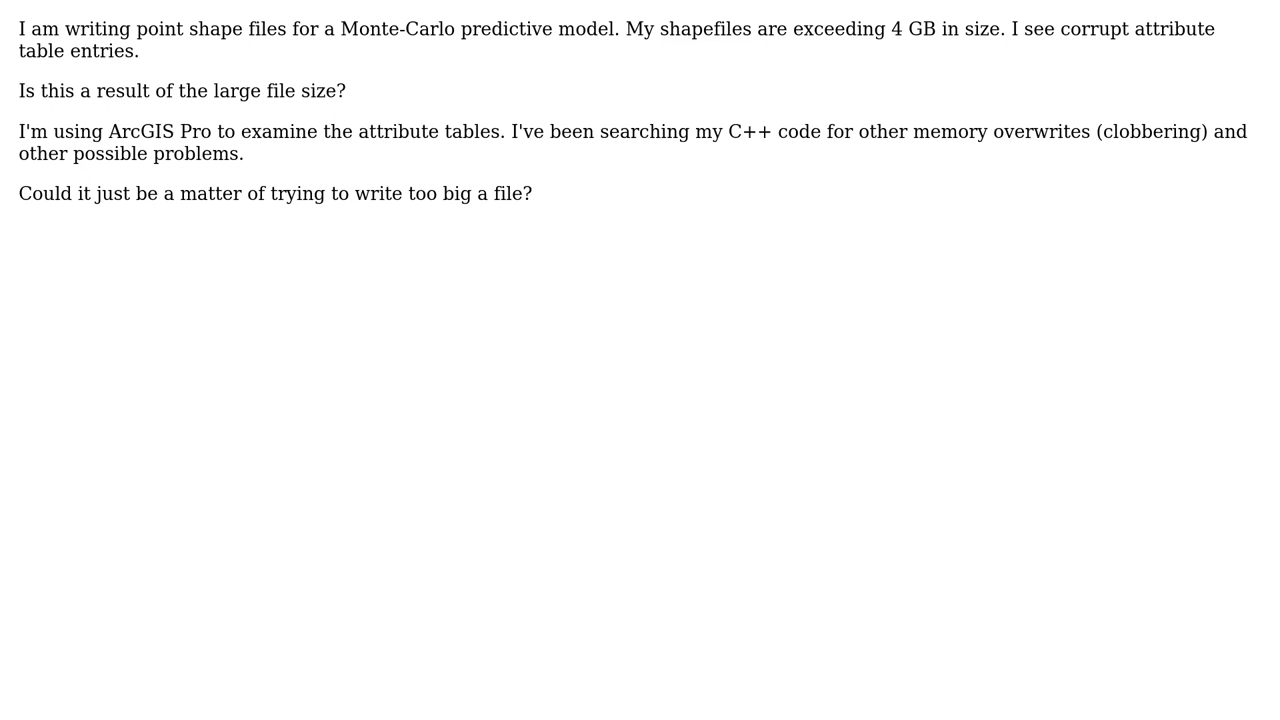 I am writing point shape files for a Monte-Carlo predictive model. My shapefiles are exceeding 4 GB in size. I see corrupt attribute
table entries.
Is this a result of the large file size?
I'm using ArcGIS Pro to examine the attribute tables. I've been searching my C++ code for other memory overwrites (clobbering) and
other possible problems.
Could it just be a matter of trying to write too big a file?